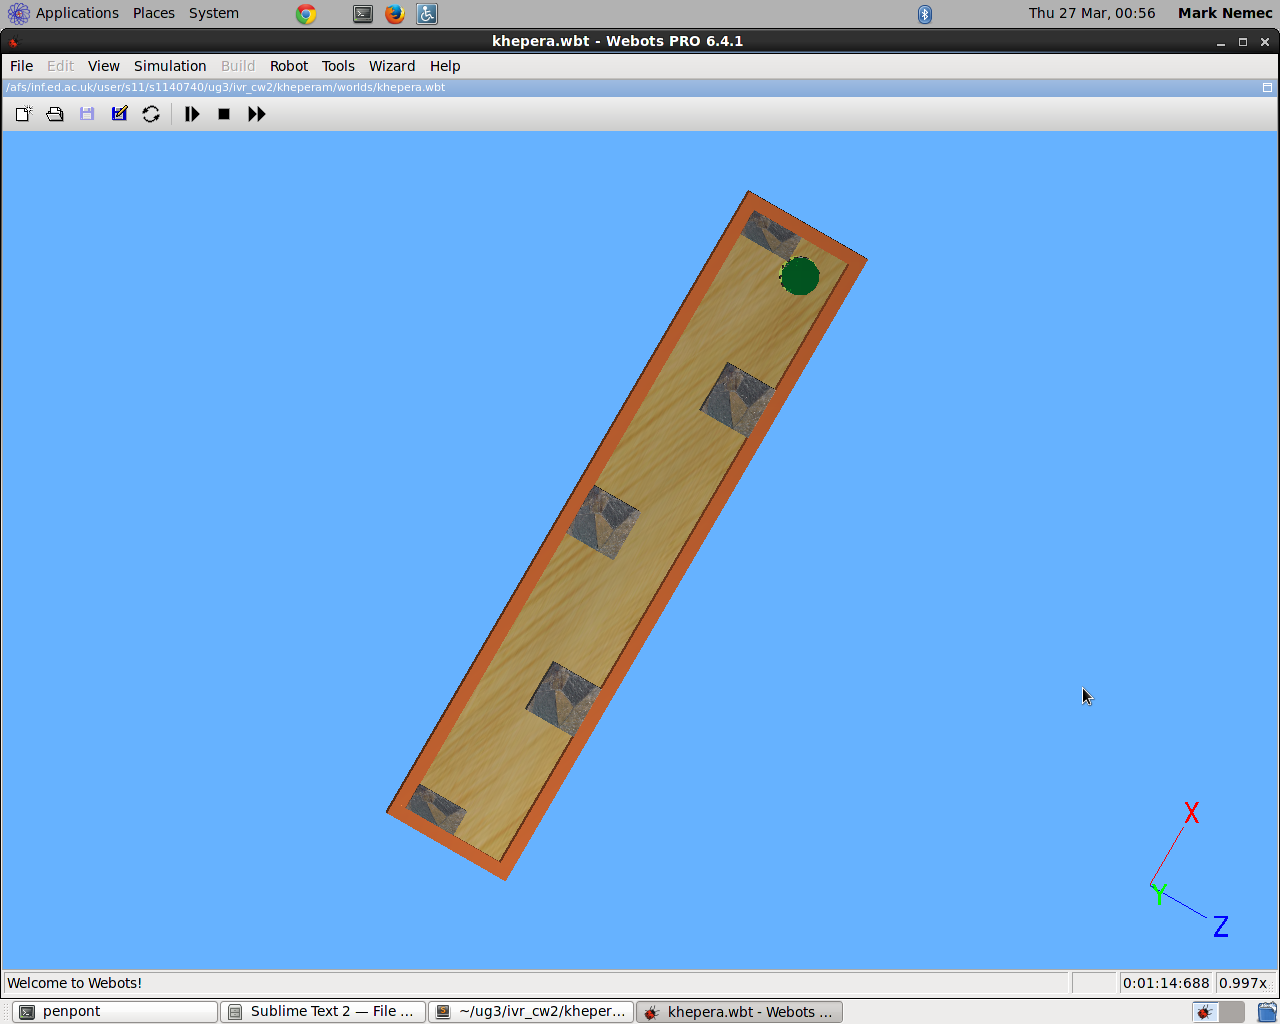 Applications Places System Thu 27 Mar, 00:56 Mark Nemec
khepera.wbt - Webots PRO 6.4.1
File Edit View Simulation Build Robot Tools Wizard Help
/afs/inf.ed.ac.uk/user/s11/s1140740/ug3/ivr_cw2/kheperam/worlds/khepera.wbt
X
Y
Z
Welcome to Webots! 0:01:14:688 0.997x
penpont Sublime Text 2 — File ... ~/ug3/ivr_cw2/kheper... khepera.wbt - Webots ...